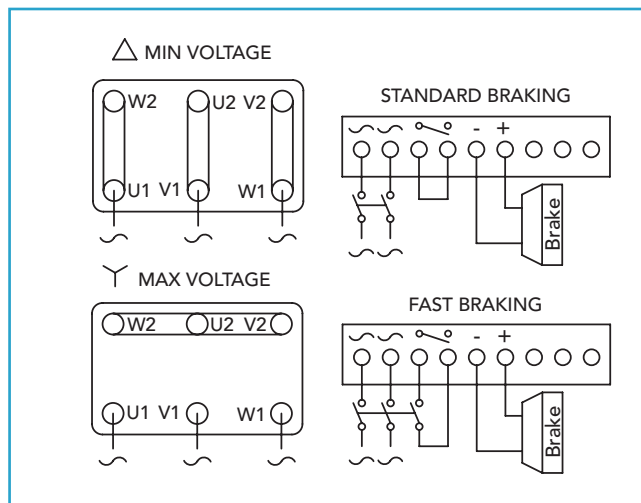 △ MIN VOLTAGE
W2 U2 V2
U1 V1 W1
MAX VOLTAGE
W2 U2 V2
U1 V1 W1
STANDARD BRAKING
- +
Brake
FAST BRAKING
- +
Brake